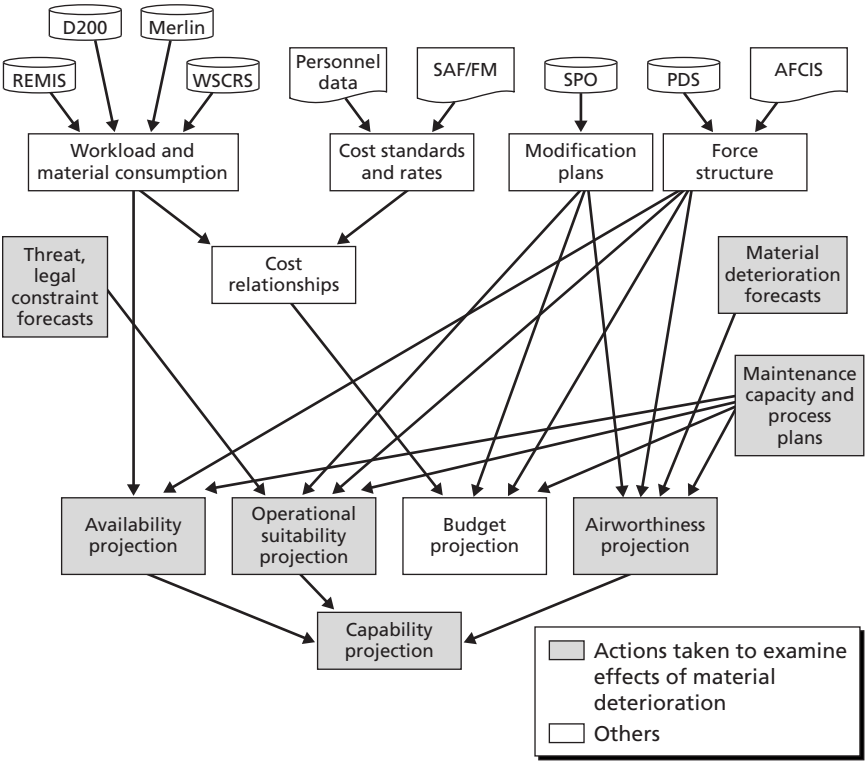 D200
Merlin
REMIS
WSCRS
Personnel
data
SAF/FM
SPO
PDS
AFCIS
Workload and
material consumption
Cost standards
and rates
Modification
plans
Force
structure
Threat,
legal
constraint
forecasts
Cost
relationships
Material
deterioration
forecasts
Maintenance
capacity and
process
plans
Availability
projection
Operational
suitability
projection
Budget
projection
Airworthiness
projection
Capability
projection
Actions taken to examine
effects of material
deterioration
Others